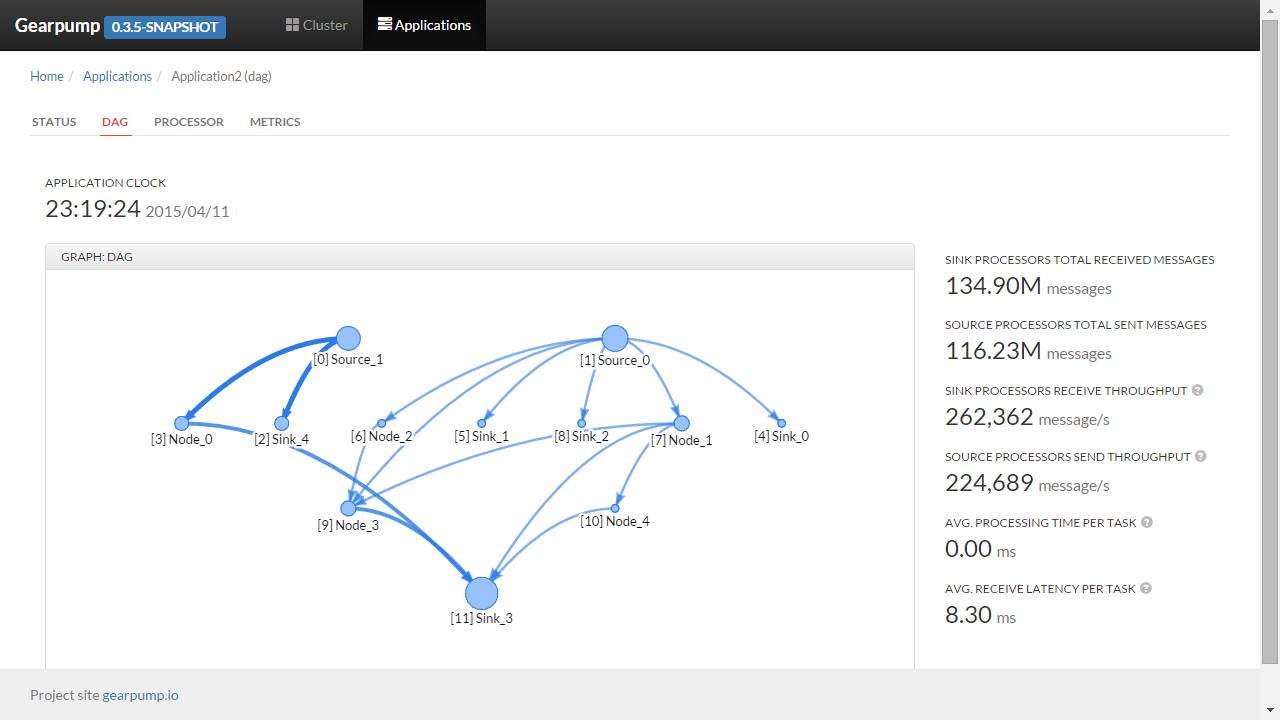 Gearpump 0.3.5-SNAPSHOT Cluster Applications
Home / Applications / Application2 (dag)
STATUS DAG PROCESSOR METRICS
APPLICATION CLOCK
23:19:24 2015/04/11
GRAPH: DAG
[0] Source_1
[1] Source_0
[3] Node_0
[2] Sink_4
[6] Node_2
[5] Sink_1
[8] Sink_2
[7] Node_1
[4] Sink_0
[9] Node_3
[10] Node_4
[11] Sink_3
SINK PROCESSORS TOTAL RECEIVED MESSAGES
134.90M messages
SOURCE PROCESSORS TOTAL SENT MESSAGES
116.23M messages
SINK PROCESSORS RECEIVE THROUGHPUT ?
262,362 message/s
SOURCE PROCESSORS SEND THROUGHPUT ?
224,689 message/s
AVG. PROCESSING TIME PER TASK ?
0.00 ms
AVG. RECEIVE LATENCY PER TASK ?
8.30 ms
Project site gearpump.io